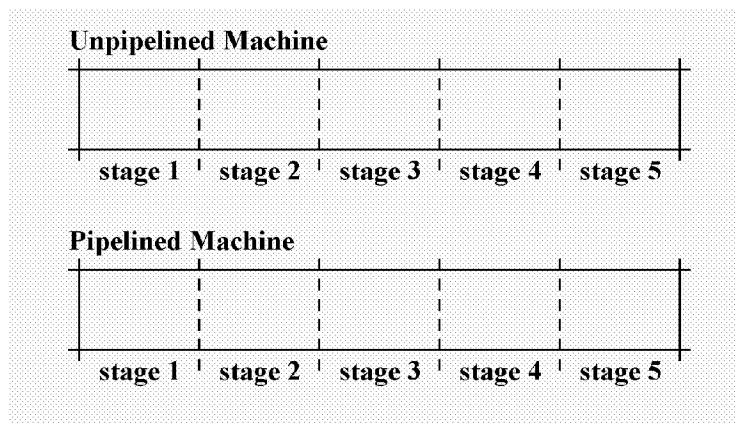 Unpipelined Machine
stage 1 stage 2 stage 3 stage 4 stage 5
Pipelined Machine
stage 1 stage 2 stage 3 stage 4 stage 5